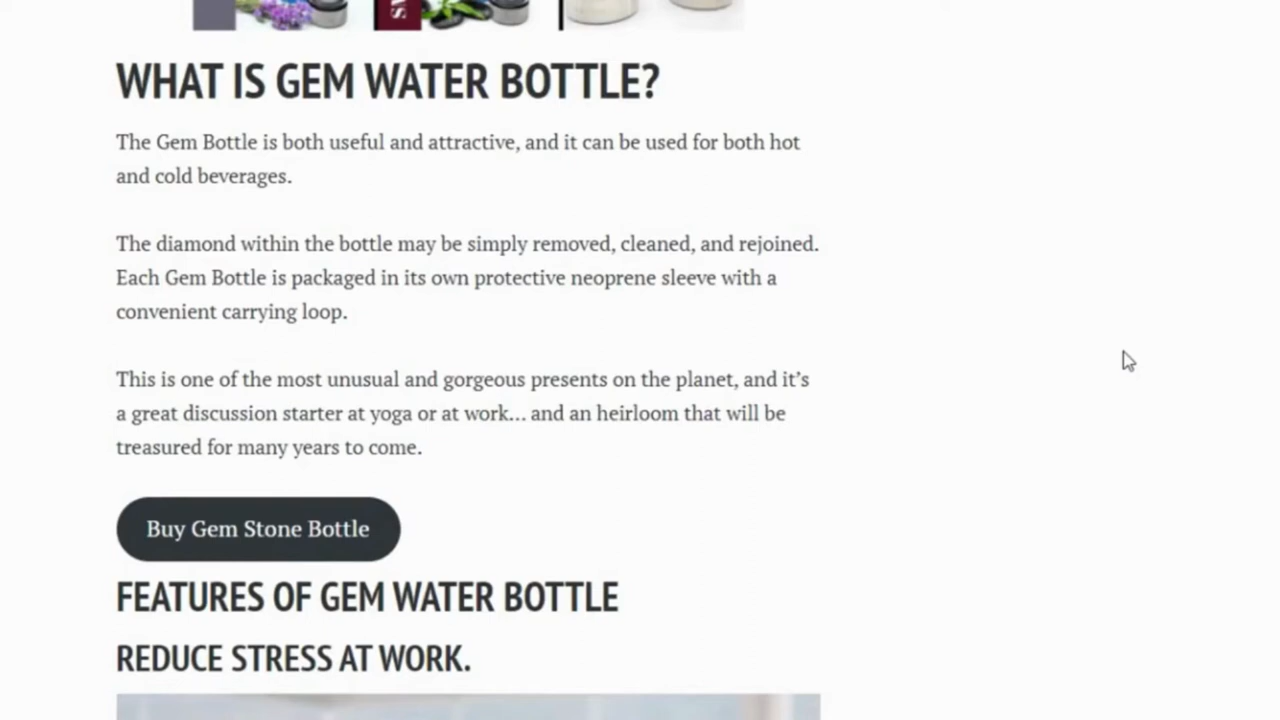 WHAT IS GEM WATER BOTTLE?
The Gem Bottle is both useful and attractive, and it can be used for both hot
and cold beverages.
The diamond within the bottle may be simply removed, cleaned, and rejoined.
Each Gem Bottle is packaged in its own protective neoprene sleeve with a
convenient carrying loop.
This is one of the most unusual and gorgeous presents on the planet, and it’s
a great discussion starter at yoga or at work… and an heirloom that will be
treasured for many years to come.
Buy Gem Stone Bottle
FEATURES OF GEM WATER BOTTLE
REDUCE STRESS AT WORK.